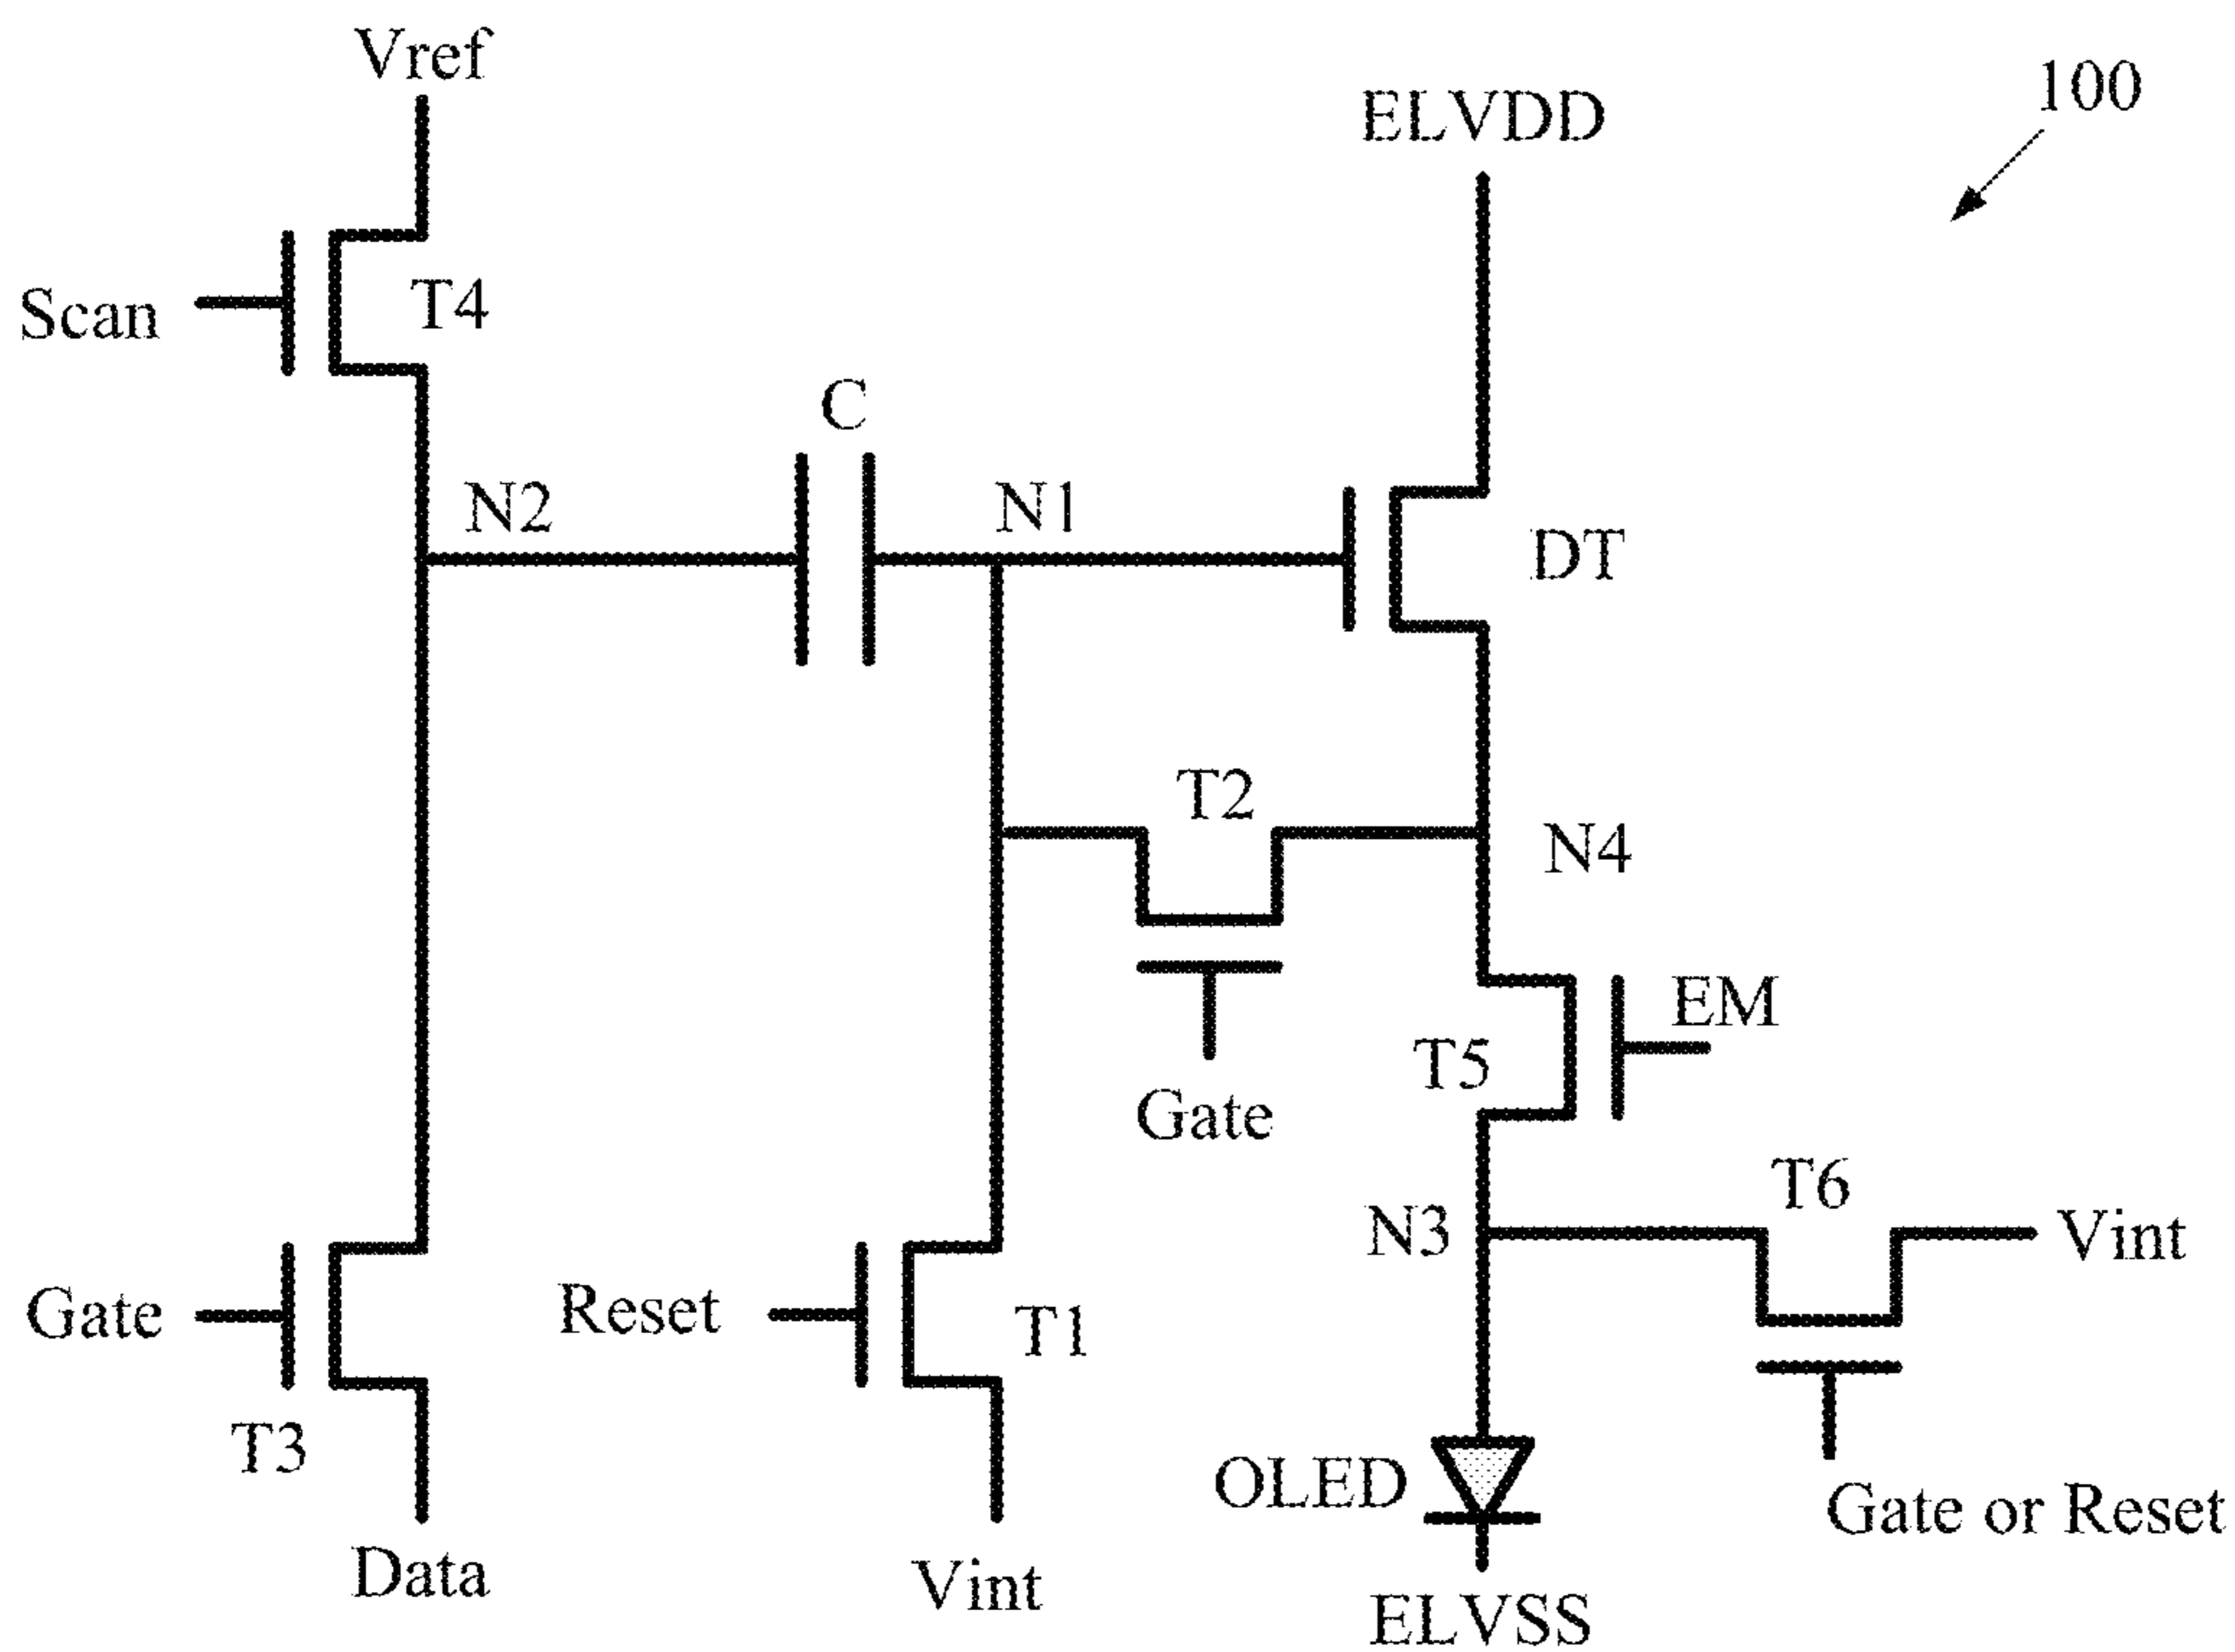 Vref
ELVDD
100
Scan
T4
C
N2
N1
DT
T2
N4
EM
T5
Gate
T6
N3
Vint
Gate
Reset
T1
T3
OLED
Gate or Reset
Data
Vint
ELVSS